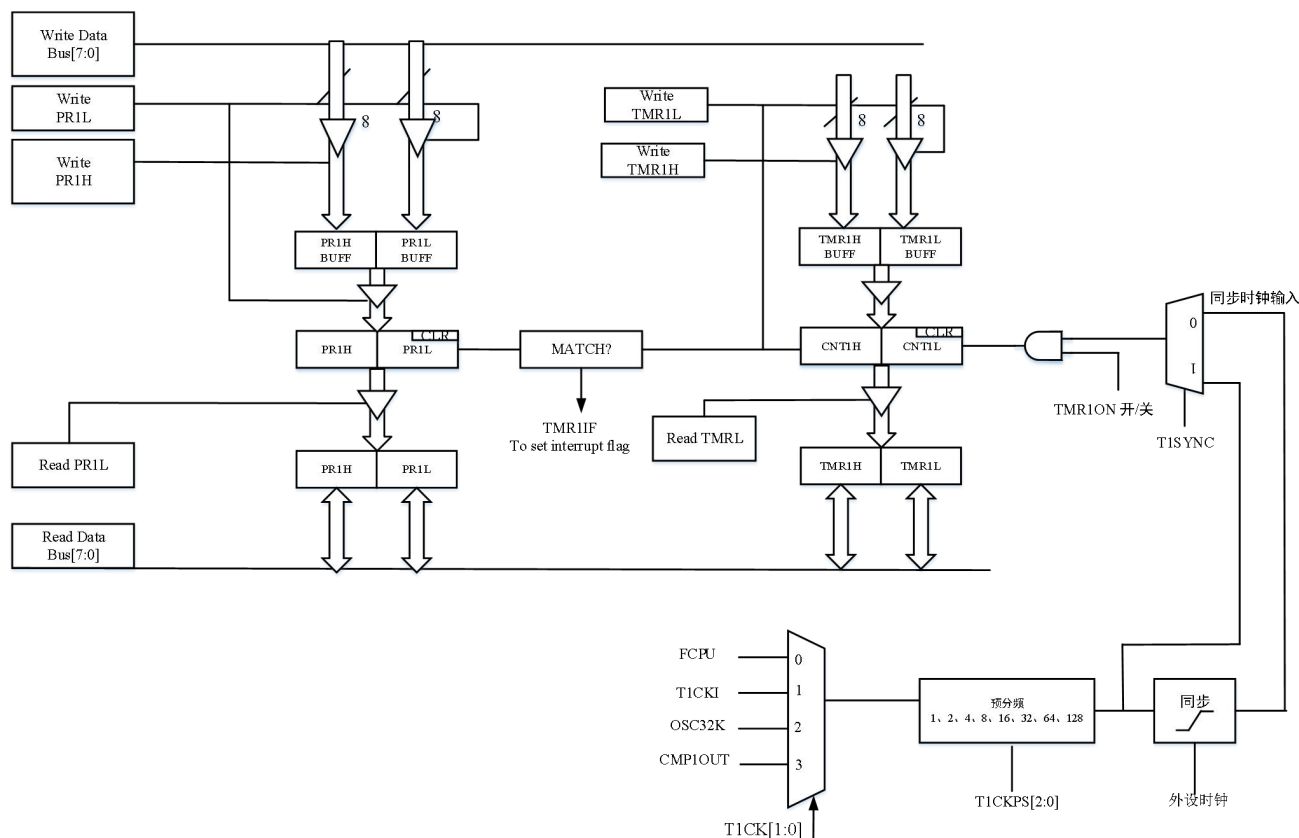 Write Data
Bus[7:0]
Write
PR1L
Write
PR1H
8
8
Write
TMR1L
Write
TMR1H
8
8
PR1H
BUFF
PR1L
BUFF
TMR1H
BUFF
TMR1L
BUFF
同步时钟输入
0
1
CLR
PR1H
PR1L
MATCH?
CLR
CNT1H
CNT1L
TMR1ON 开/关
T1SYNC
TMR1IF
To set interrupt flag
Read TMRL
Read PR1L
PR1H
PR1L
TMR1H
TMR1L
Read Data
Bus[7:0]
FCPU
0
T1CKI
1
OSC32K
2
CMP1OUT
3
预分频
1、2、4、8、16、32、64、128
同步
T1CKPS[2:0]
外设时钟
T1CK[1:0]